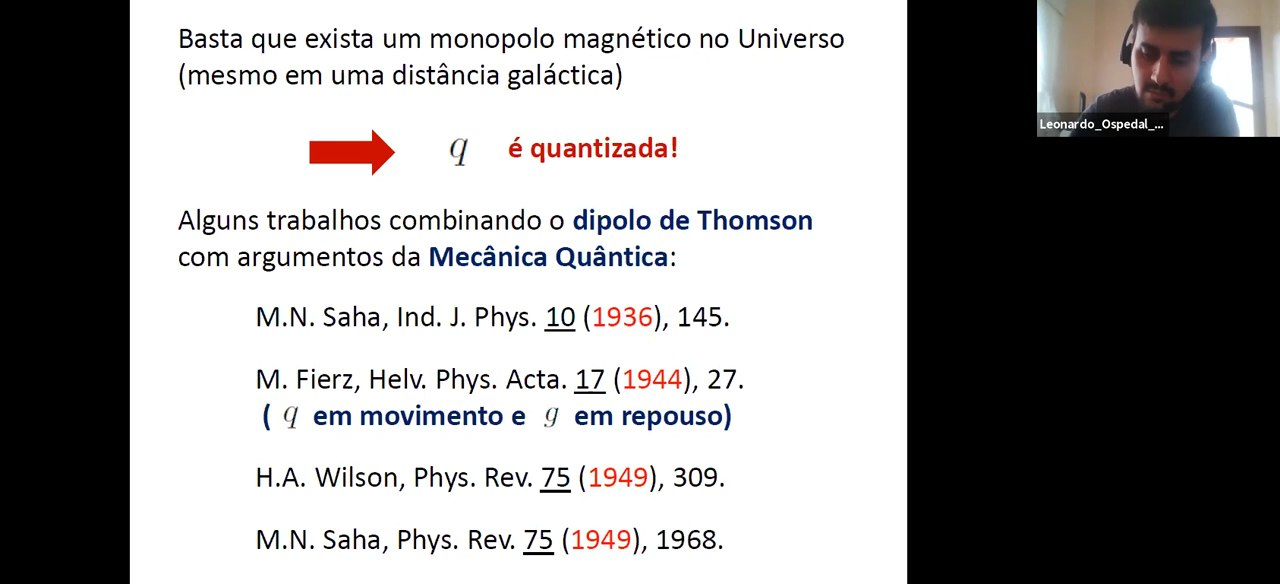 Basta que exista um monopolo magnético no Universo
(mesmo em uma distância galáctica)
q é quantizada!
Alguns trabalhos combinando o dipolo de Thomson
com argumentos da Mecânica Quântica:
M.N. Saha, Ind. J. Phys. 10 (1936), 145.
M. Fierz, Helv. Phys. Acta. 17 (1944), 27.
( q em movimento e g em repouso)
H.A. Wilson, Phys. Rev. 75 (1949), 309.
M.N. Saha, Phys. Rev. 75 (1949), 1968.
Leonardo_Ospedal_...